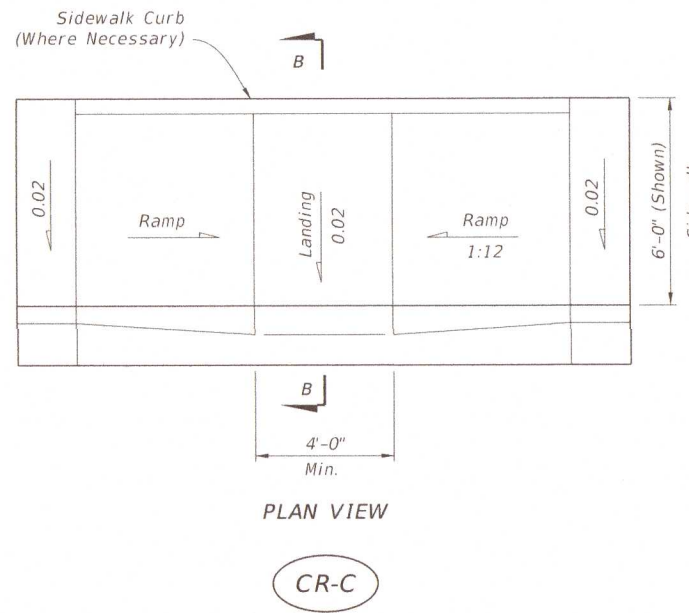 Sidewalk Curb
(Where Necessary)
B
0.02
Ramp
Landing
0.02
Ramp
1:12
0.02
6'-0" (Shown)
B
4'-0"
Min.
PLAN VIEW
CR-C